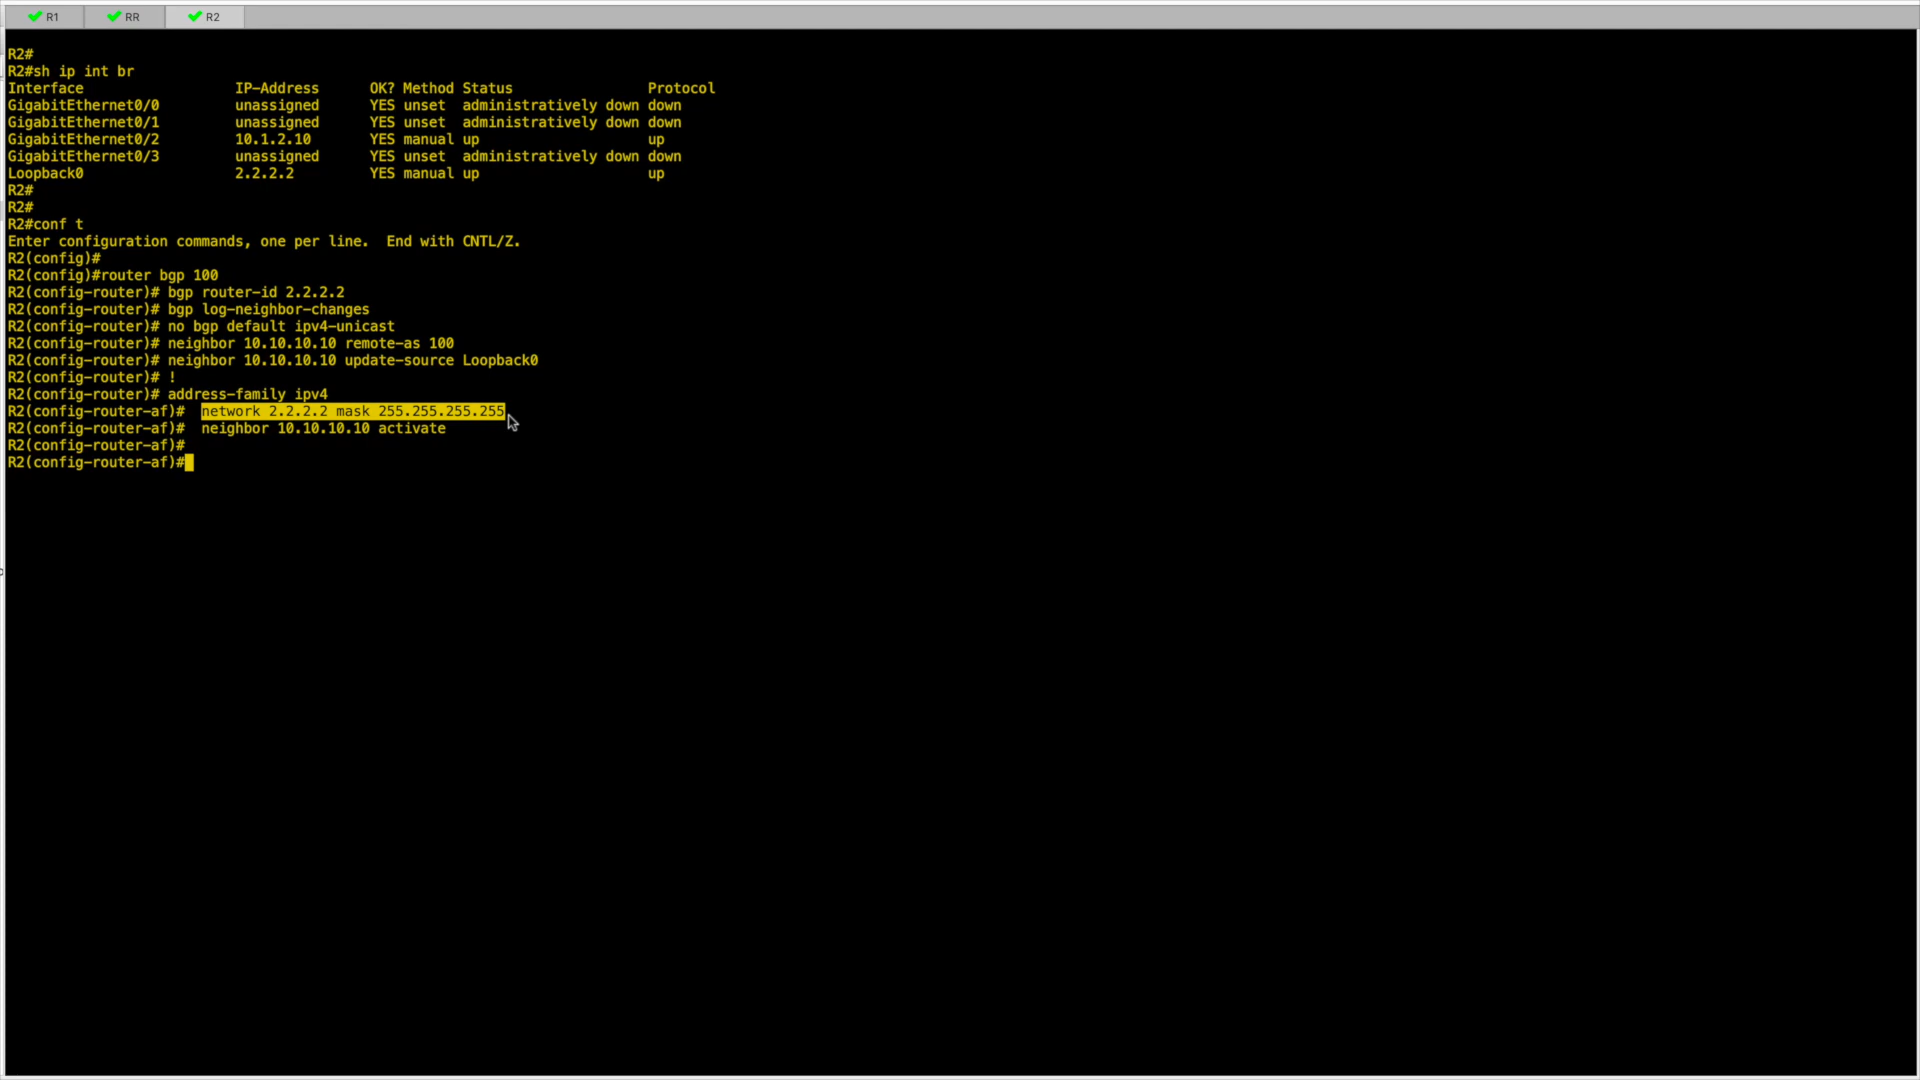 R1 RR R2
R2#
R2#sh ip int br
Interface IP-Address OK? Method Status Protocol
GigabitEthernet0/0 unassigned YES unset administratively down down
GigabitEthernet0/1 unassigned YES unset administratively down down
GigabitEthernet0/2 10.1.2.10 YES manual up up
GigabitEthernet0/3 unassigned YES unset administratively down down
Loopback0 2.2.2.2 YES manual up up
R2#
R2#
R2#conf t
Enter configuration commands, one per line. End with CNTL/Z.
R2(config)#
R2(config)#router bgp 100
R2(config-router)# bgp router-id 2.2.2.2
R2(config-router)# bgp log-neighbor-changes
R2(config-router)# no bgp default ipv4-unicast
R2(config-router)# neighbor 10.10.10.10 remote-as 100
R2(config-router)# neighbor 10.10.10.10 update-source Loopback0
R2(config-router)# !
R2(config-router)# address-family ipv4
R2(config-router-af)# network 2.2.2.2 mask 255.255.255.255
R2(config-router-af)# neighbor 10.10.10.10 activate
R2(config-router-af)#
R2(config-router-af)#